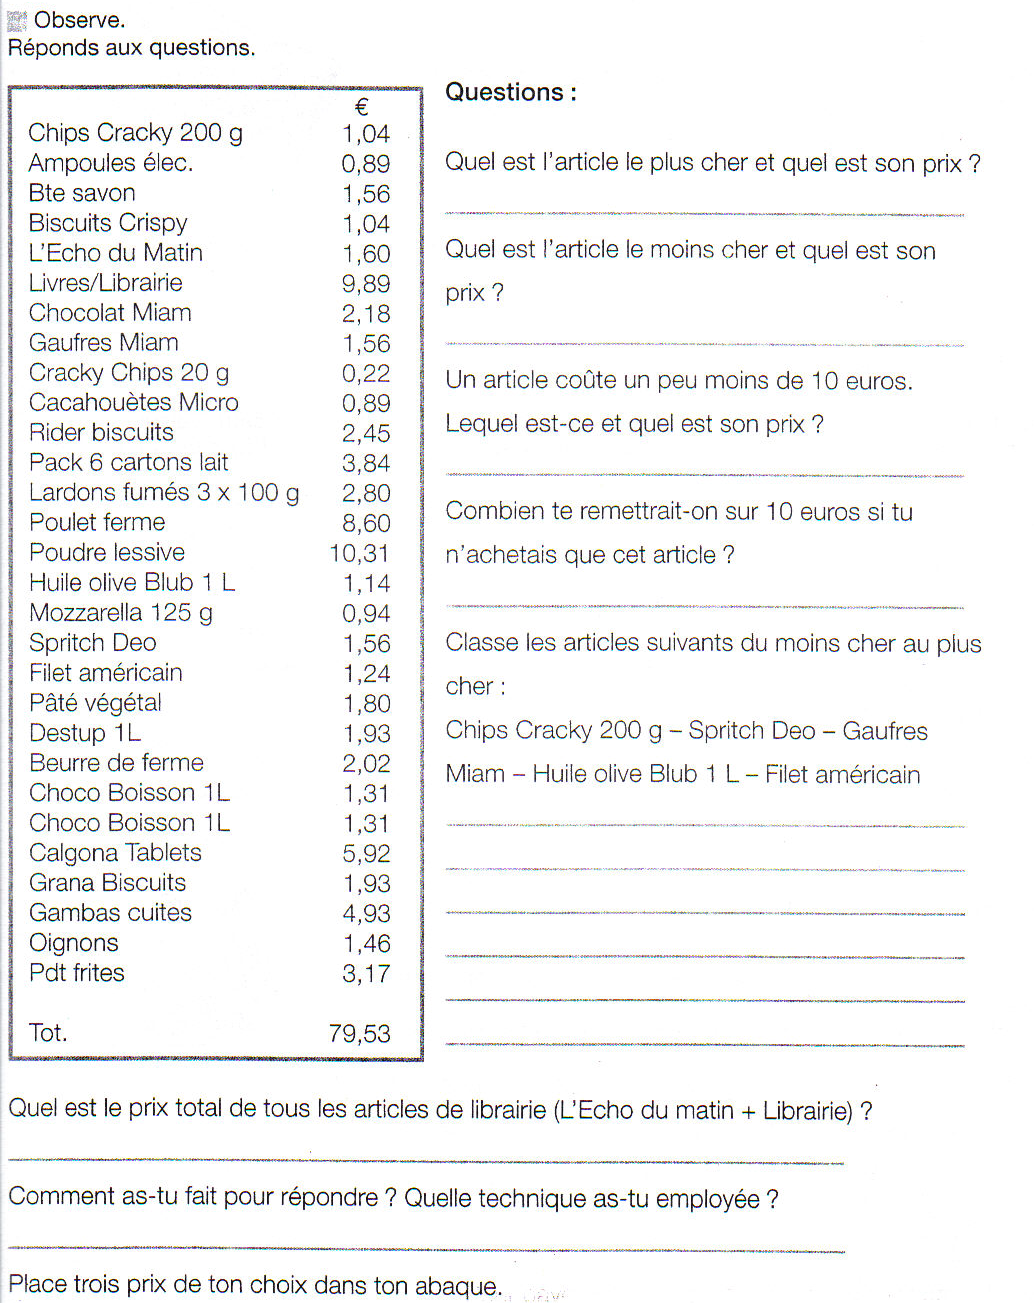 Observe.
Réponds aux questions.
€
Chips Cracky 200 g 1,04
Ampoules élec. 0,89
Bte savon 1,56
Biscuits Crispy 1,04
L'Echo du Matin 1,60
Livres/Librairie 9,89
Chocolat Miam 2,18
Gaufres Miam 1,56
Cracky Chips 20 g 0,22
Cacahouètes Micro 0,89
Rider biscuits 2,45
Pack 6 cartons lait 3,84
Lardons fumés 3 x 100 g 2,80
Poulet ferme 8,60
Poudre lessive 10,31
Huile olive Blub 1 L 1,14
Mozzarella 125 g 0,94
Spritch Deo 1,56
Filet américain 1,24
Pâté végétal 1,80
Destup 1L 1,93
Beurre de ferme 2,02
Choco Boisson 1L 1,31
Choco Boisson 1L 1,31
Calgona Tablets 5,92
Grana Biscuits 1,93
Gambas cuites 4,93
Oignons 1,46
Pdt frites 3,17
Tot. 79,53
Questions :
Quel est l'article le plus cher et quel est son prix ?
Quel est l'article le moins cher et quel est son
prix ?
Un article coûte un peu moins de 10 euros.
Lequel est-ce et quel est son prix ?
Combien te remettrait-on sur 10 euros si tu
n'achetais que cet article ?
Classe les articles suivants du moins cher au plus
cher :
Chips Cracky 200 g – Spritch Deo – Gaufres
Miam – Huile olive Blub 1 L – Filet américain
Quel est le prix total de tous les articles de librairie (L'Echo du matin + Librairie) ?
Comment as-tu fait pour répondre ? Quelle technique as-tu employée ?
Place trois prix de ton choix dans ton abaque.